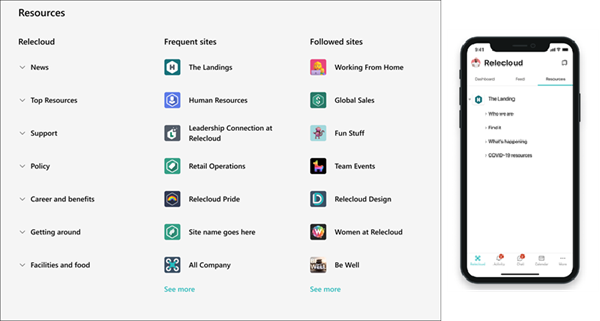 Resources
Relecloud
Frequent sites
Followed sites
News
The Landings
Working From Home
Top Resources
Human Resources
Global Sales
Support
Leadership Connection at
Relecloud
Fun Stuff
Policy
Retail Operations
Team Events
Career and benefits
Relecloud Pride
Relecloud Design
Getting around
Site name goes here
Women at Relecloud
Facilities and food
All Company
Be Well
See more
See more
9:41
Relecloud
Dashboard
Feed
Resources
The Landing
Who we are
Find it
What's happening
COVID-19 resources
Relecloud
Activity
Chat
Calendar
More